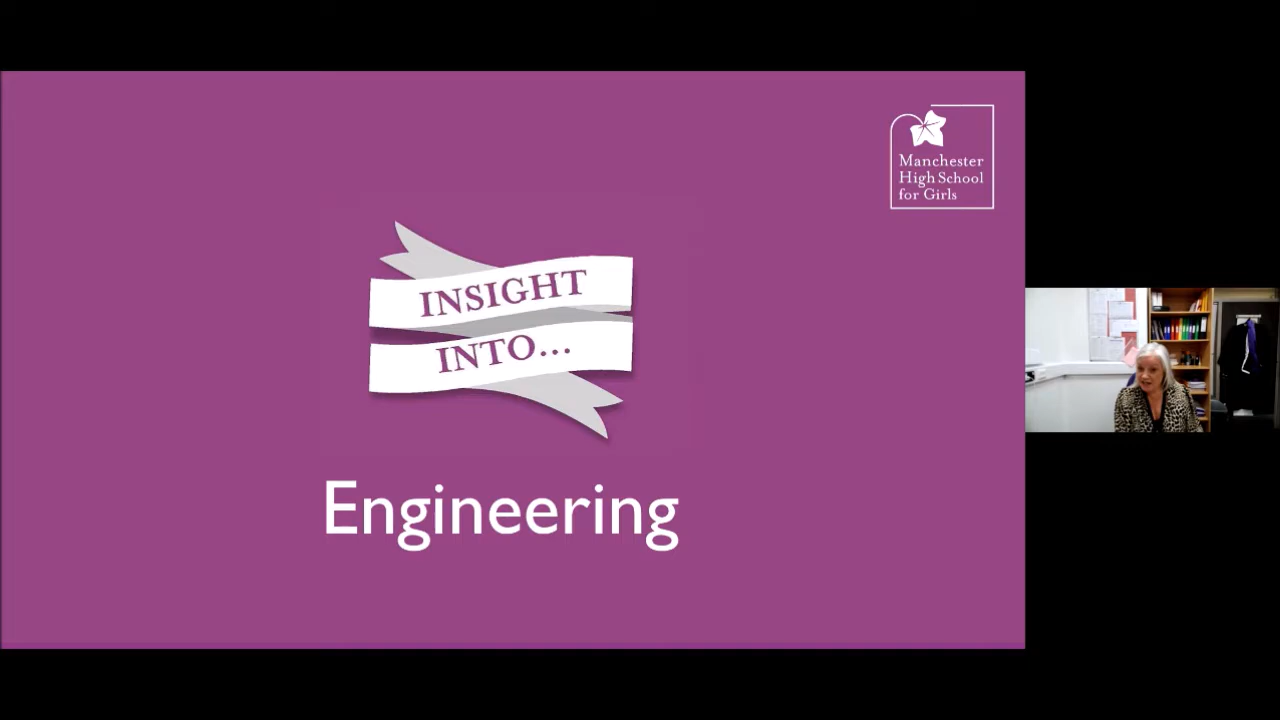 Manchester
High School
for Girls
INSIGHT
INTO...
Engineering